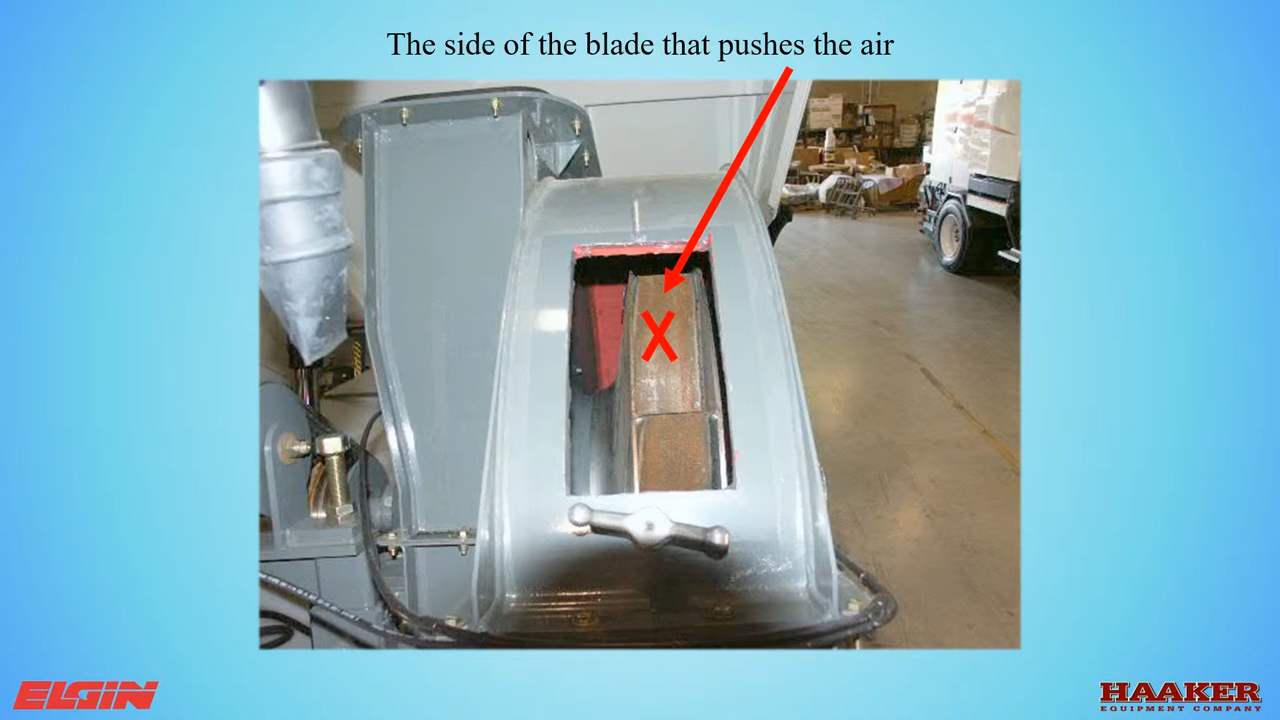 The side of the blade that pushes the air
X
ELGIN
HAAKER
EQUIPMENT COMPANY